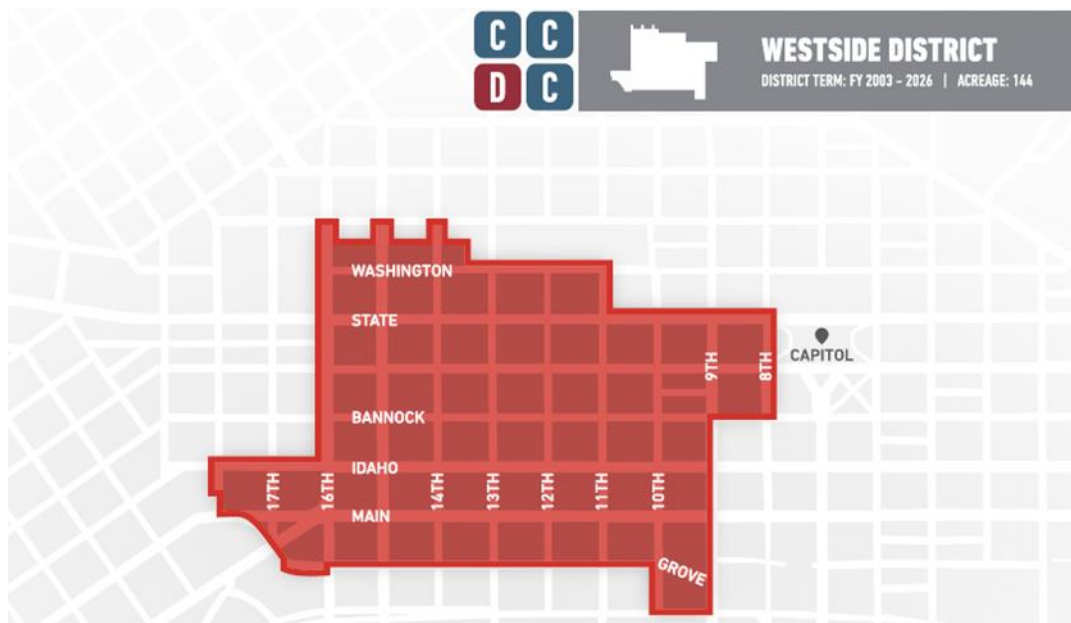 C C
D C
WESTSIDE DISTRICT
DISTRICT TERM: FY 2003 - 2026 | ACREAGE: 144
WASHINGTON
STATE
CAPITOL
9TH
8TH
BANNOCK
IDAHO
17TH
16TH
14TH
13TH
12TH
11TH
10TH
MAIN
GROVE